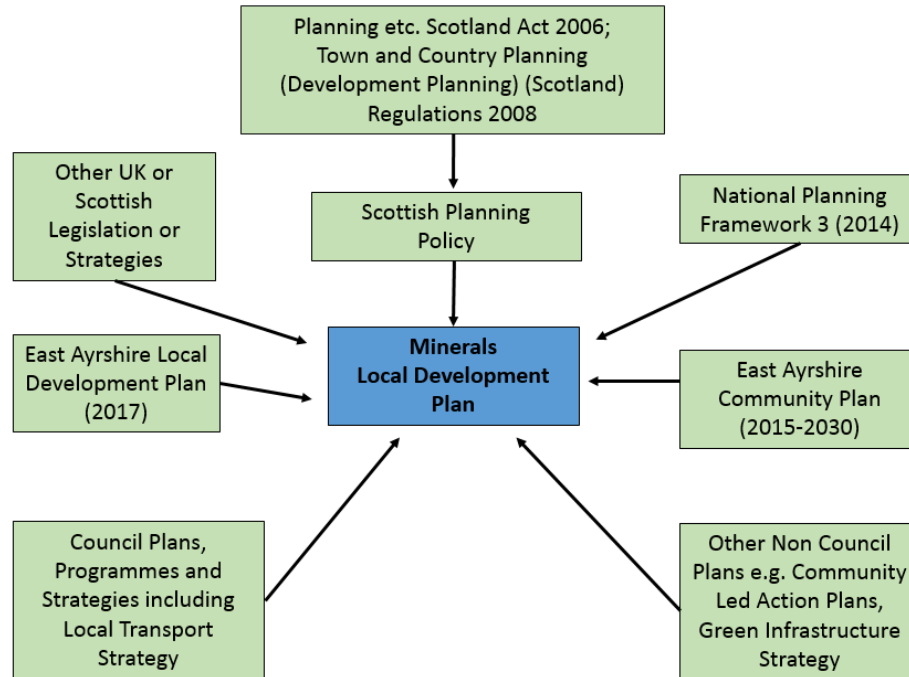 Planning etc. Scotland Act 2006;
Town and Country Planning
(Development Planning) (Scotland)
Regulations 2008
Other UK or
Scottish
Legislation or
Strategies
Scottish Planning
Policy
National Planning
Framework 3 (2014)
East Ayrshire Local
Development Plan
(2017)
Minerals
Local Development
Plan
East Ayrshire
Community Plan
(2015-2030)
Council Plans,
Programmes and
Strategies including
Local Transport
Strategy
Other Non Council
Plans e.g. Community
Led Action Plans,
Green Infrastructure
Strategy